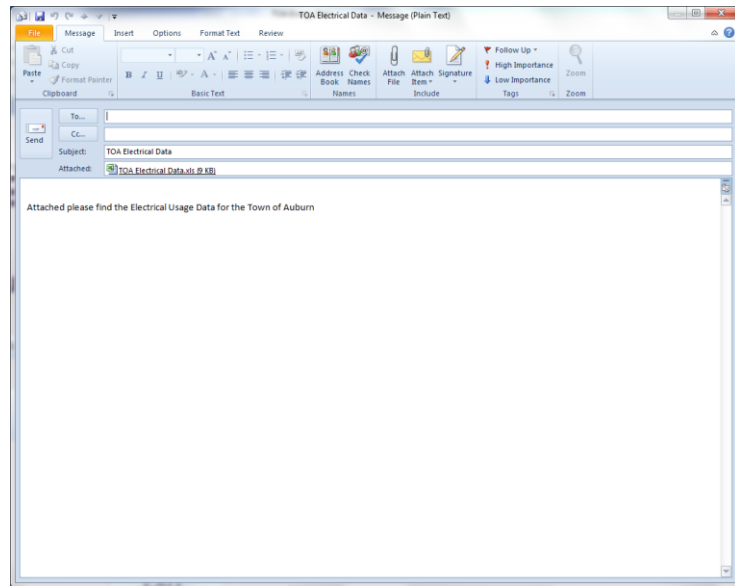 TOA Electrical Data - Message (Plain Text)
File Message Insert Options Format Text Review
Paste
Cut
Copy
Format Painter
Clipboard
B I U
A
Basic Text
Address Book
Check Names
Names
Attach File
Attach Item
Signature
Include
Follow Up
High Importance
Low Importance
Tags
Zoom
Zoom
Send
To...
Cc...
Subject: TOA Electrical Data
Attached: TOA Electrical Data.xls (9 KB)
Attached please find the Electrical Usage Data for the Town of Auburn